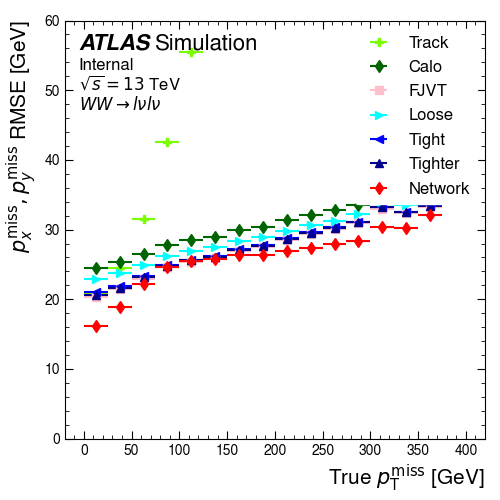 ATLAS Simulation
Internal
√s = 13 TeV
WW → lνlν
Track
Calo
FJVT
Loose
Tight
Tighter
Network
p_x^miss, p_y^miss RMSE [GeV]
60
50
40
30
20
10
0
0 50 100 150 200 250 300 350 400
True p_T^miss [GeV]